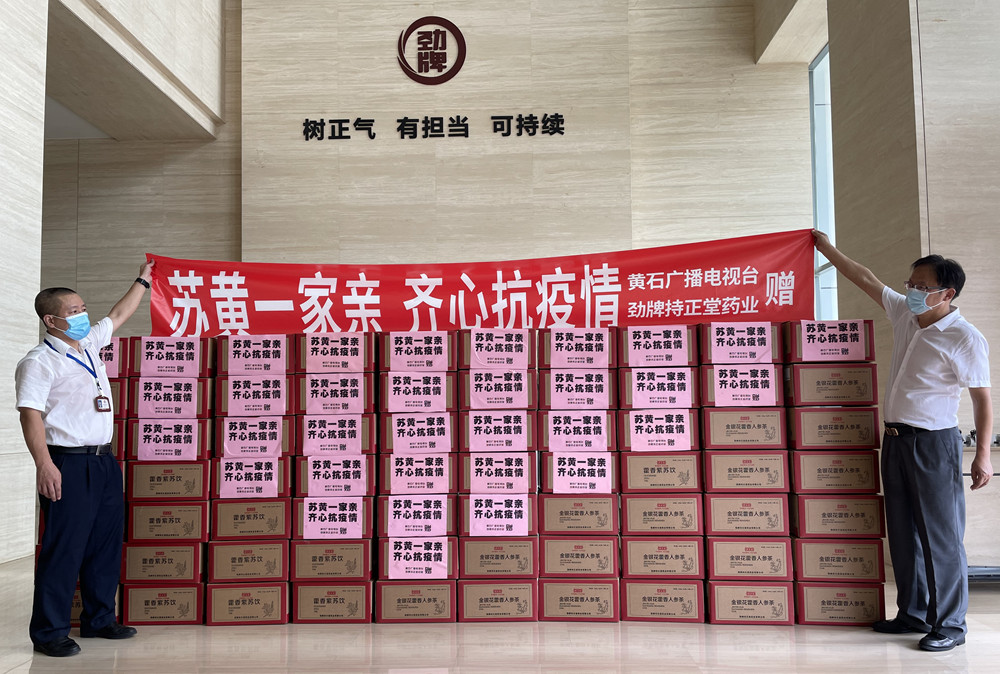 劲牌
树正气 有担当 可持续
苏黄一家亲 齐心抗疫情 黄石广播电视台 劲牌持正堂药业 赠
苏黄一家亲
齐心抗疫情
赠
藿香紫苏饮
金银花藿香人参茶